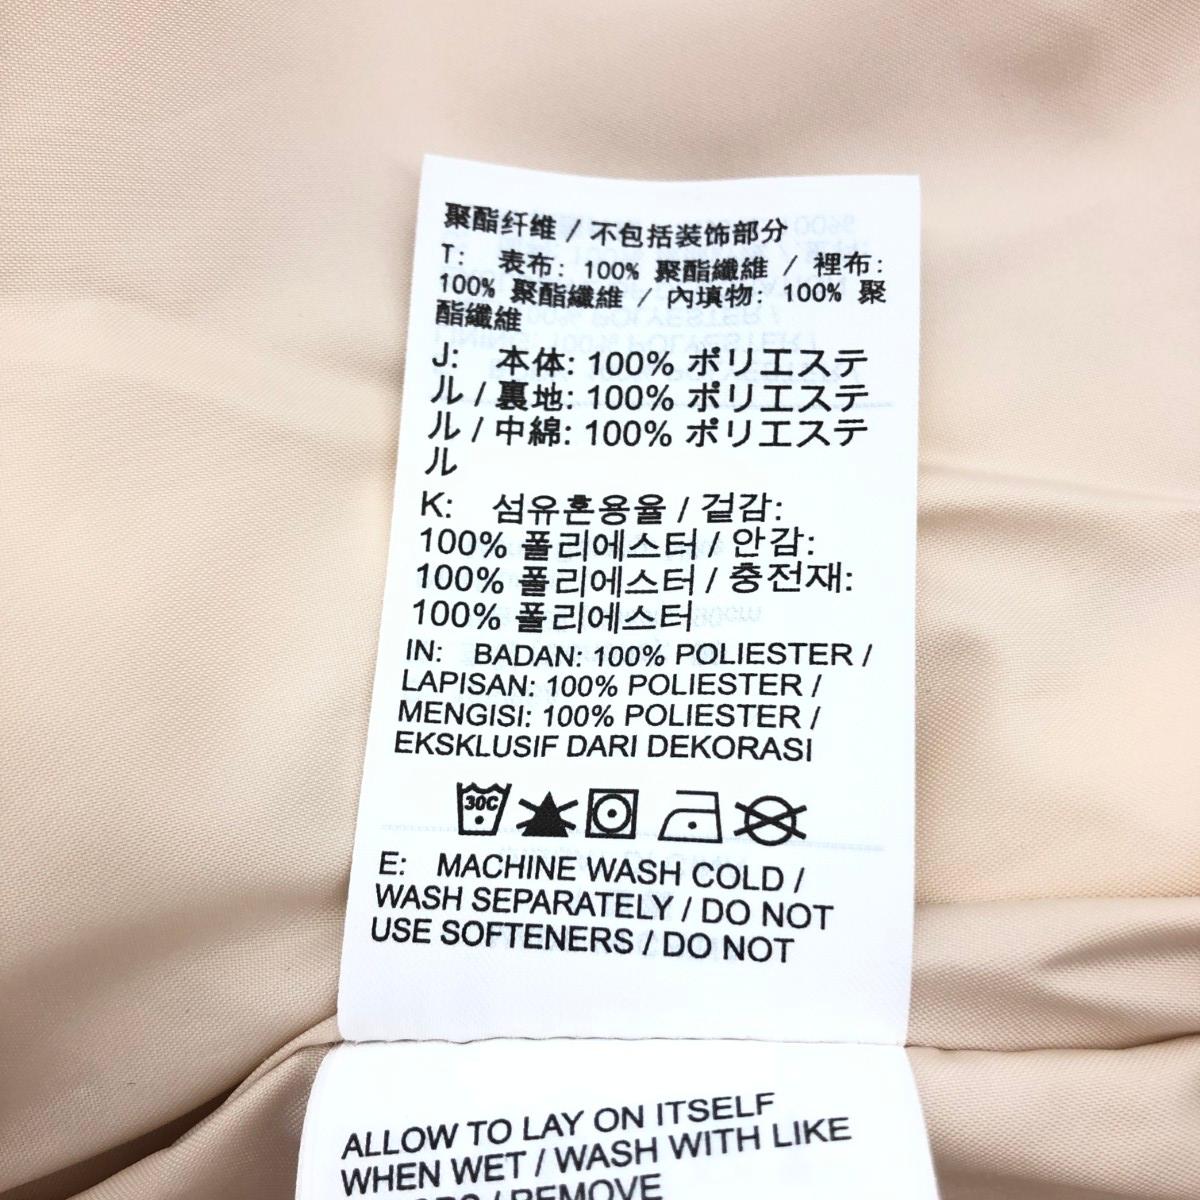 聚酯纤维 / 不包括装饰部分
T: 表布: 100% 聚酯纖維 / 裡布:
100% 聚酯纖維 / 內填物: 100% 聚
酯纖維
J: 本体: 100% ポリエステ
ル / 裏地: 100% ポリエステ
ル / 中綿: 100% ポリエステ
ル
K: 섬유혼용율 / 겉감:
100% 폴리에스터 / 안감:
100% 폴리에스터 / 충전재:
100% 폴리에스터
IN: BADAN: 100% POLIESTER /
LAPISAN: 100% POLIESTER /
MENGISI: 100% POLIESTER /
EKSKLUSIF DARI DEKORASI
30C
E: MACHINE WASH COLD /
WASH SEPARATELY / DO NOT
USE SOFTENERS / DO NOT
ALLOW TO LAY ON ITSELF
WHEN WET / WASH WITH LIKE
/ REMOVE